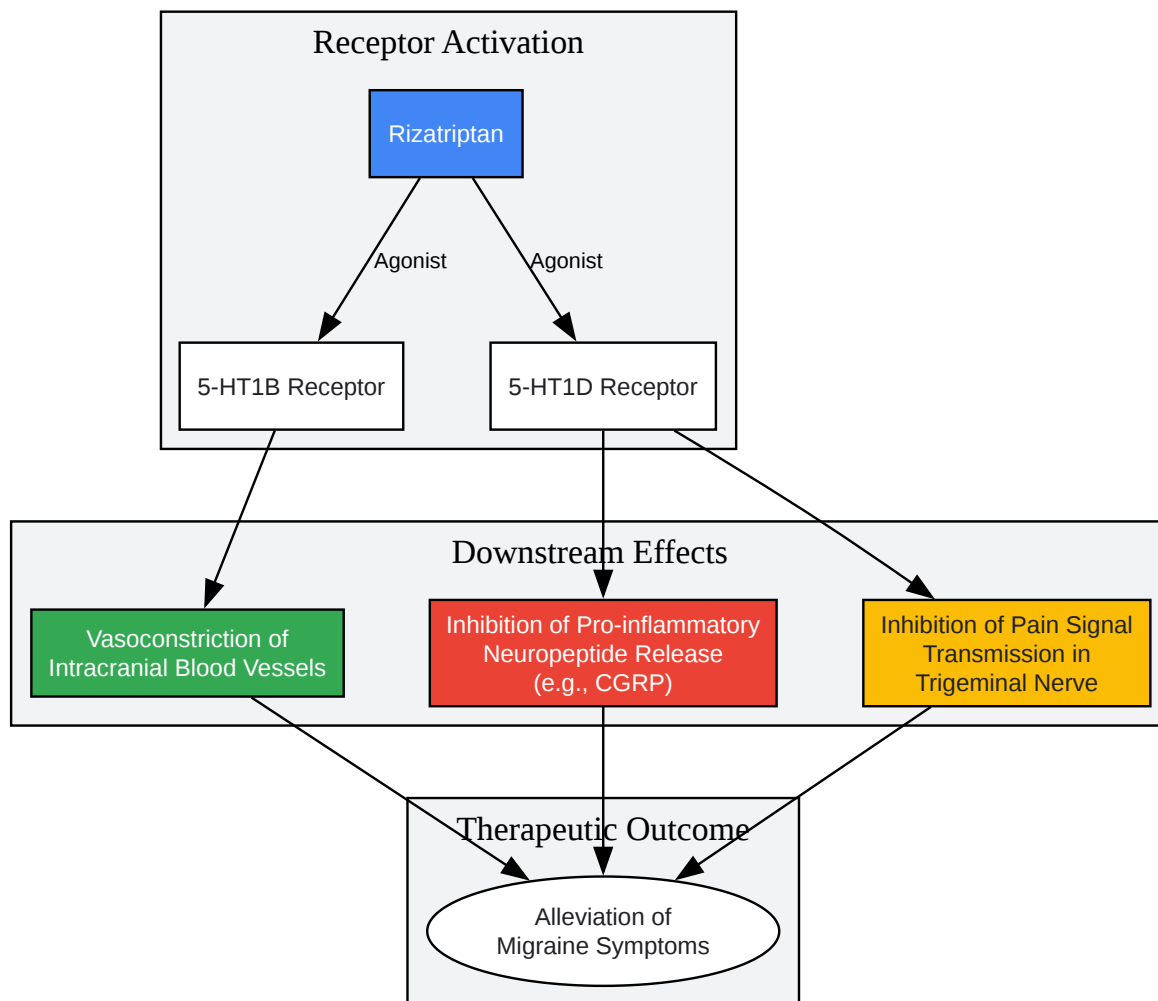 Receptor Activation
Rizatriptan
Agonist
Agonist
5-HT1B Receptor
5-HT1D Receptor
Downstream Effects
Vasoconstriction of
Intracranial Blood Vessels
Inhibition of Pro-inflammatory
Neuropeptide Release
(e.g., CGRP)
Inhibition of Pain Signal
Transmission in
Trigeminal Nerve
Therapeutic Outcome
Alleviation of
Migraine Symptoms